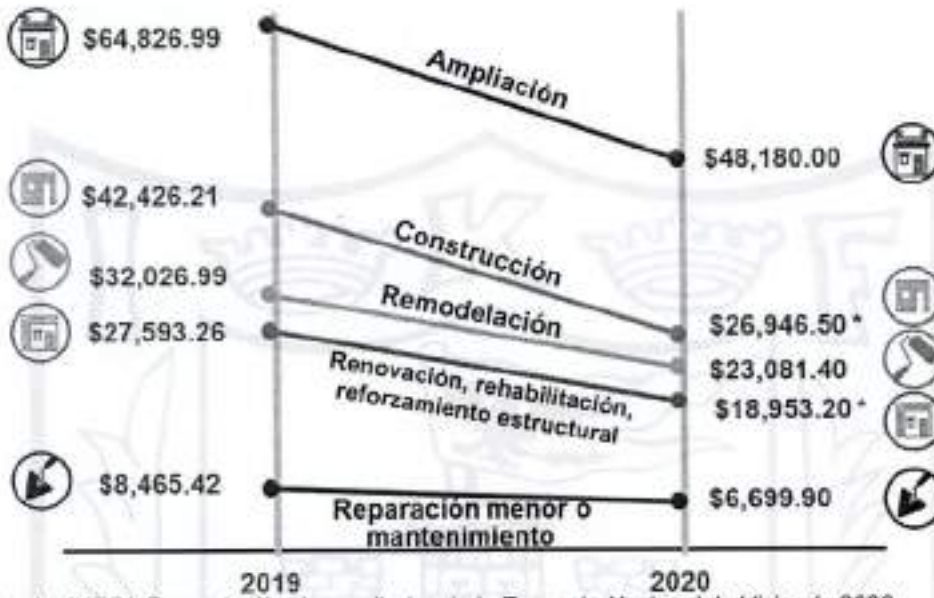 $64,826.99
Ampliación
$48,180.00
$42,426.21
Construcción
$26,946.50 *
$32,026.99
Remodelación
$23,081.40
$27,593.26
Renovación, rehabilitación,
reforzamiento estructural
$18,953.20 *
$8,465.42
Reparación menor o
mantenimiento
$6,699.90
2019
2020